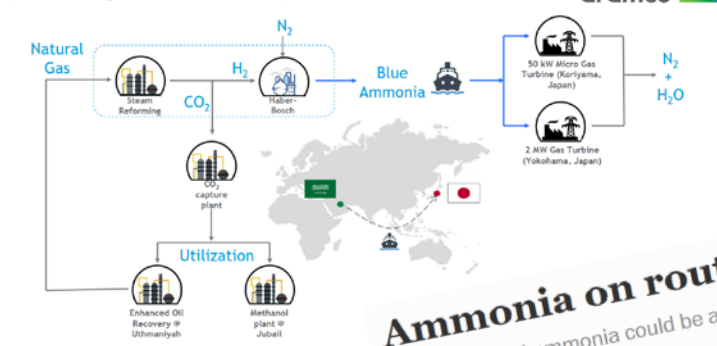 aramco
N₂
Natural
Gas
H₂
Steam
Reforming
CO₂
Haber-
Bosch
Blue
Ammonia
50 kW Micro Gas
Turbine (Koriyama,
Japan)
N₂
+
H₂O
2 MW Gas Turbine
(Yokohama, Japan)
CO₂
capture
plant
Utilization
Enhanced Oil
Recovery @
Uthmaniyah
Methanol
plant @
Jubail
Ammonia on rout
ammonia could be a